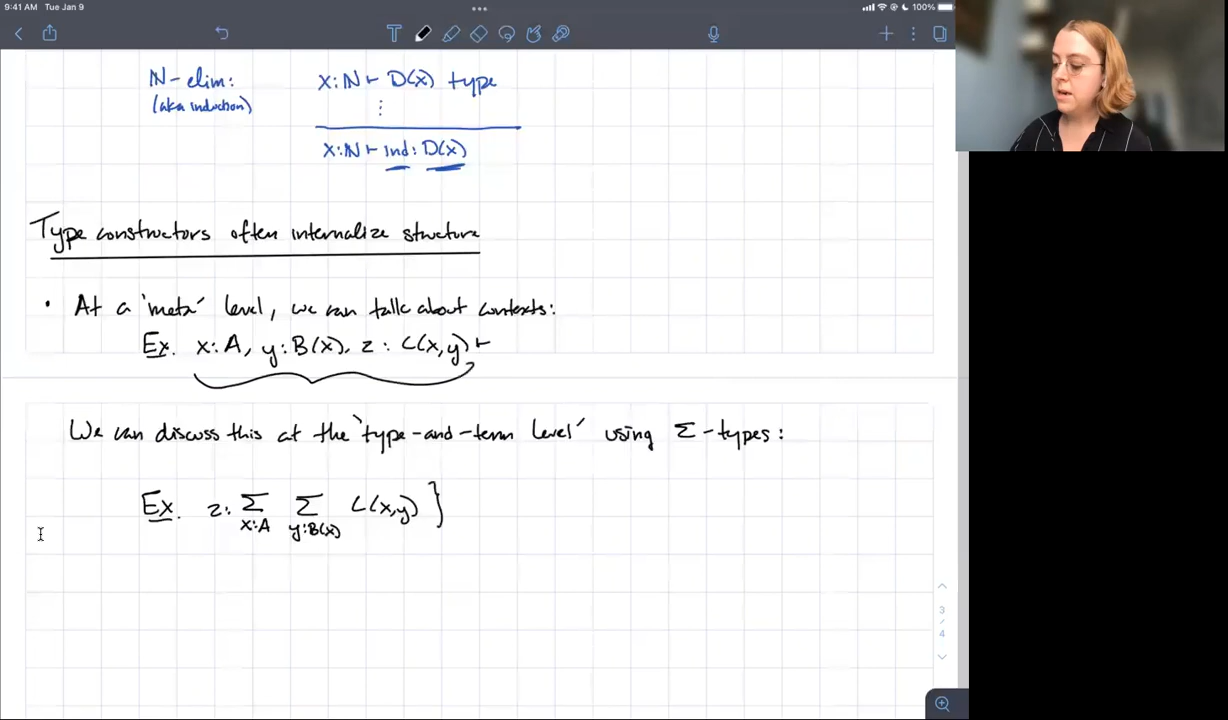 9:41 AM Tue Jan 9
100%
N-elim: x:N ⊢ D(x) type
(aka induction) ⋮
x:N ⊢ ind: D(x)
Type constructors often internalize structure
• At a 'meta' level, we can talk about contexts:
Ex. x:A, y:B(x), z: C(x,y) ⊢
We can discuss this at the 'type-and-term level' using Σ-types:
Ex. z: Σ Σ C(x,y) }
x:A y:B(x)
3
/
4